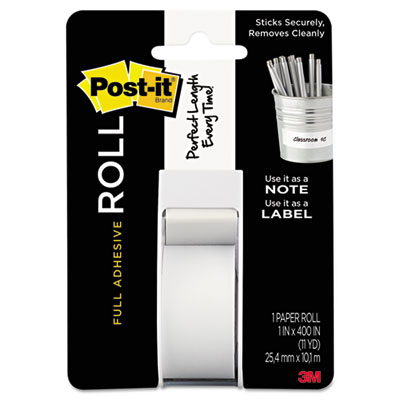 Sticks Securely,
Removes Cleanly
Post-it
Brand
Perfect Length
Every Time!
FULL ADHESIVE
ROLL
Classroom 9C
Use it as a
NOTE
Use it as a
LABEL
1 PAPER ROLL
1 IN x 400 IN
(11 YD)
25,4 mm x 10,1 m
3M